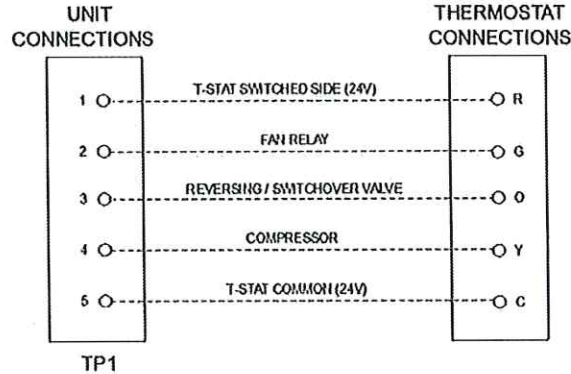 UNIT
CONNECTIONS
THERMOSTAT
CONNECTIONS
1 T-STAT SWITCHED SIDE (24V) R
2 FAN RELAY G
3 REVERSING / SWITCHOVER VALVE O
4 COMPRESSOR Y
5 T-STAT COMMON (24V) C
TP1